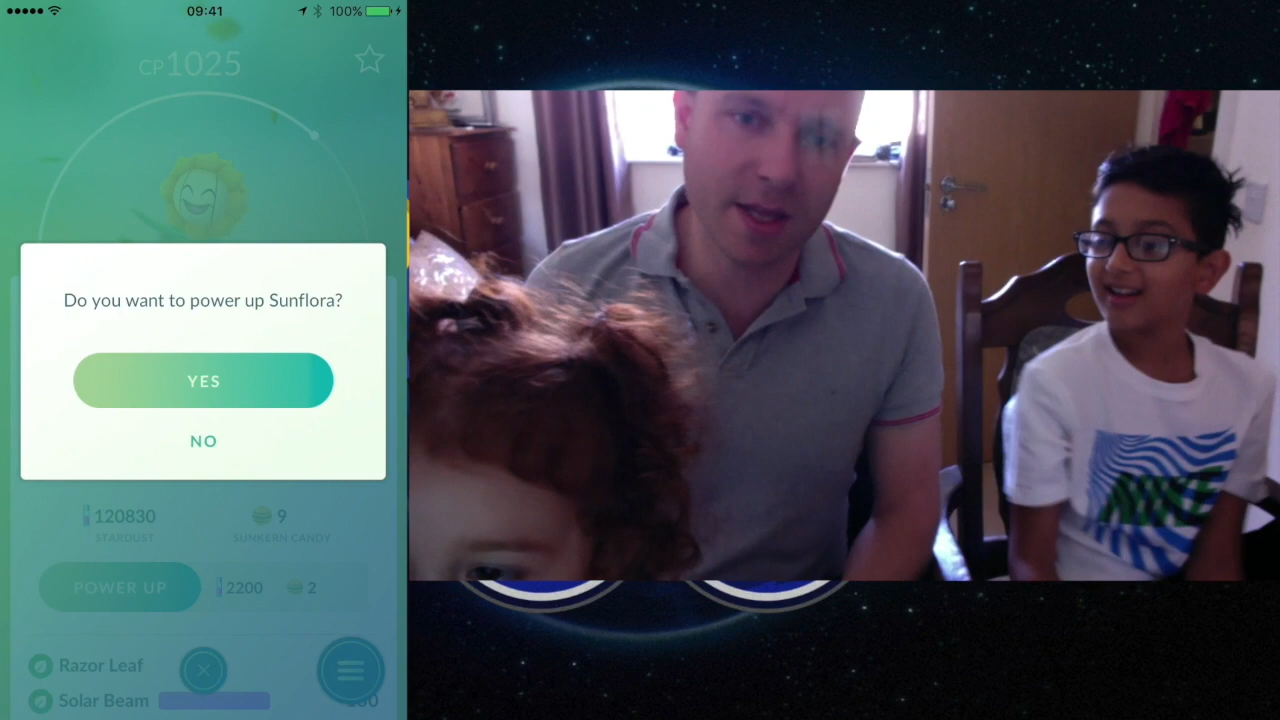 09:41
100%
CP1025
Do you want to power up Sunflora?
YES
NO
120830
9
STARDUST
SUNKERN CANDY
POWER UP
2200
2
Razor Leaf
Solar Beam
NIKE